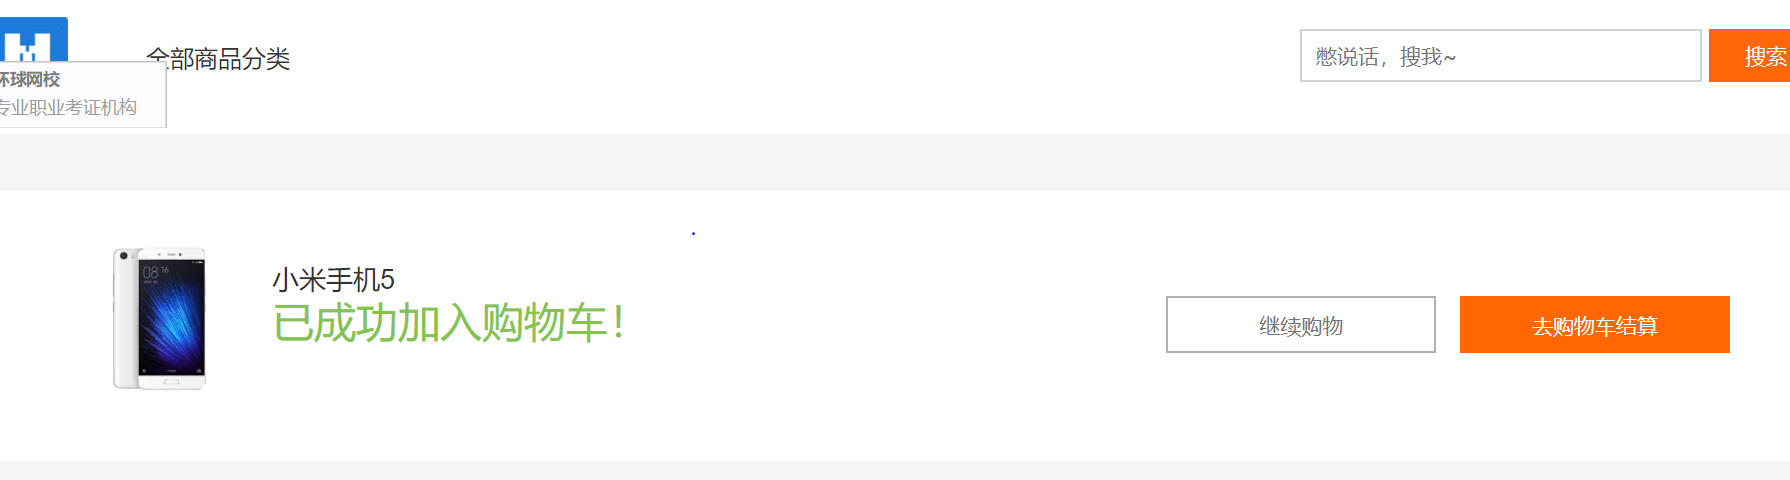 全部商品分类
憋说话，搜我~
搜索
环球网校
专业职业考证机构
08:16
小米手机5
已成功加入购物车！
继续购物
去购物车结算